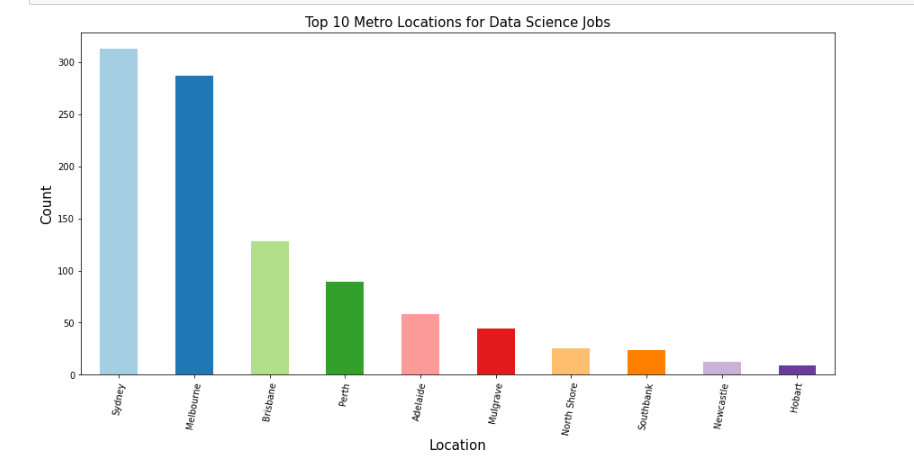 Top 10 Metro Locations for Data Science Jobs
300
250
200
150
100
50
0
Count
Sydney
Melbourne
Brisbane
Perth
Adelaide
Mulgrave
North Shore
Southbank
Newcastle
Hobart
Location